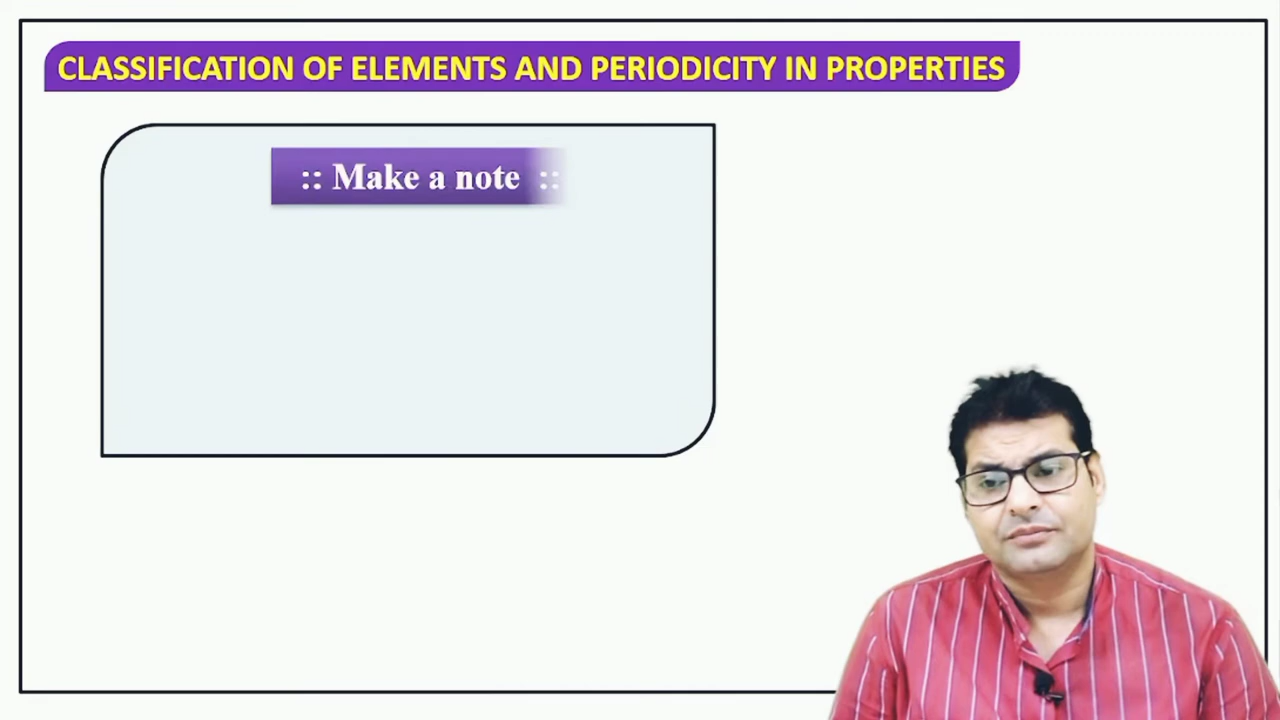 CLASSIFICATION OF ELEMENTS AND PERIODICITY IN PROPERTIES
:: Make a note ::